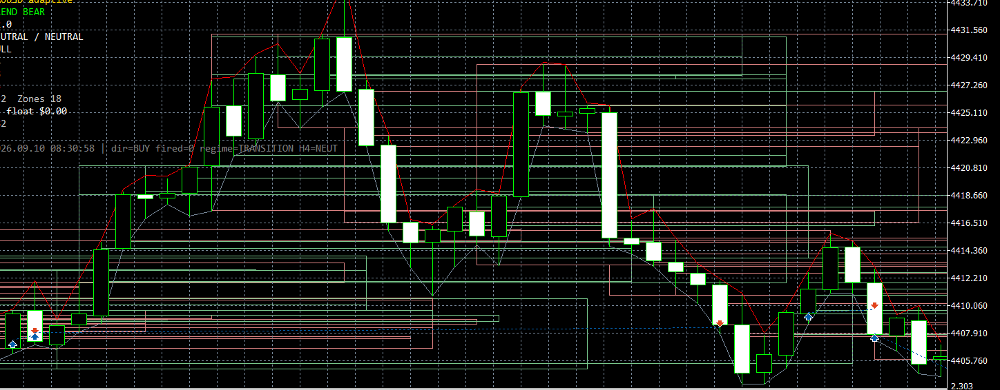 adaptive
END BEAR
.0
UTRAL / NEUTRAL
LL
2 Zones 18
float $0.00
2
26.09.10 08:30:58 | dir=BUY fired=0 regime=TRANSITION H4=NEUT
4433.710
4431.560
4429.410
4427.260
4425.110
4422.960
4420.810
4418.660
4416.510
4414.360
4412.210
4410.060
4407.910
4405.760
2.303